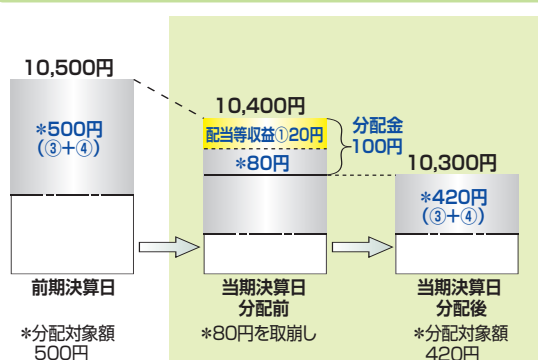 10,500円
*500円
(③+④)
前期決算日
*分配対象額
500円
10,400円
配当等収益①20円
*80円
分配金
100円
当期決算日
分配前
*80円を取崩し
10,300円
*420円
(③+④)
当期決算日
分配後
*分配対象額
420円